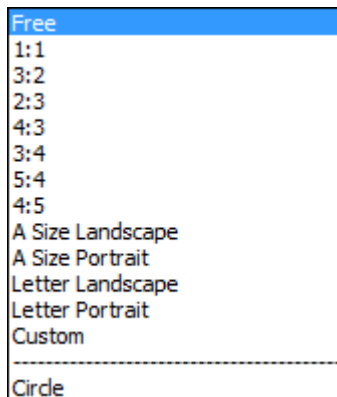 Free
1:1
3:2
2:3
4:3
3:4
5:4
4:5
A Size Landscape
A Size Portrait
Letter Landscape
Letter Portrait
Custom
----------------------------------------
Circle